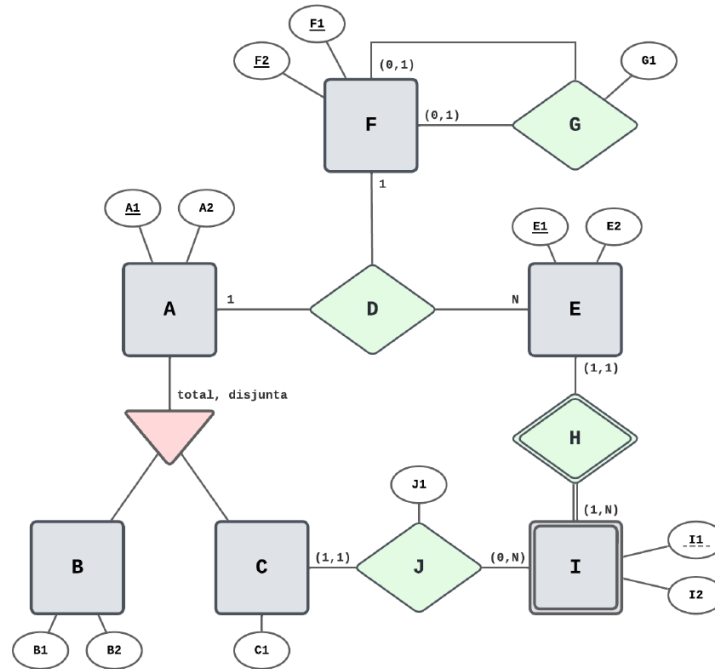 F1
F2
(0,1)
G1
F
(0,1)
G
1
A1
A2
E1
E2
A
1
D
N
E
(1,1)
total, disjunta
H
J1
(1,N)
B
C
(1,1)
J
(0,N)
I
I1
I2
B1
B2
C1